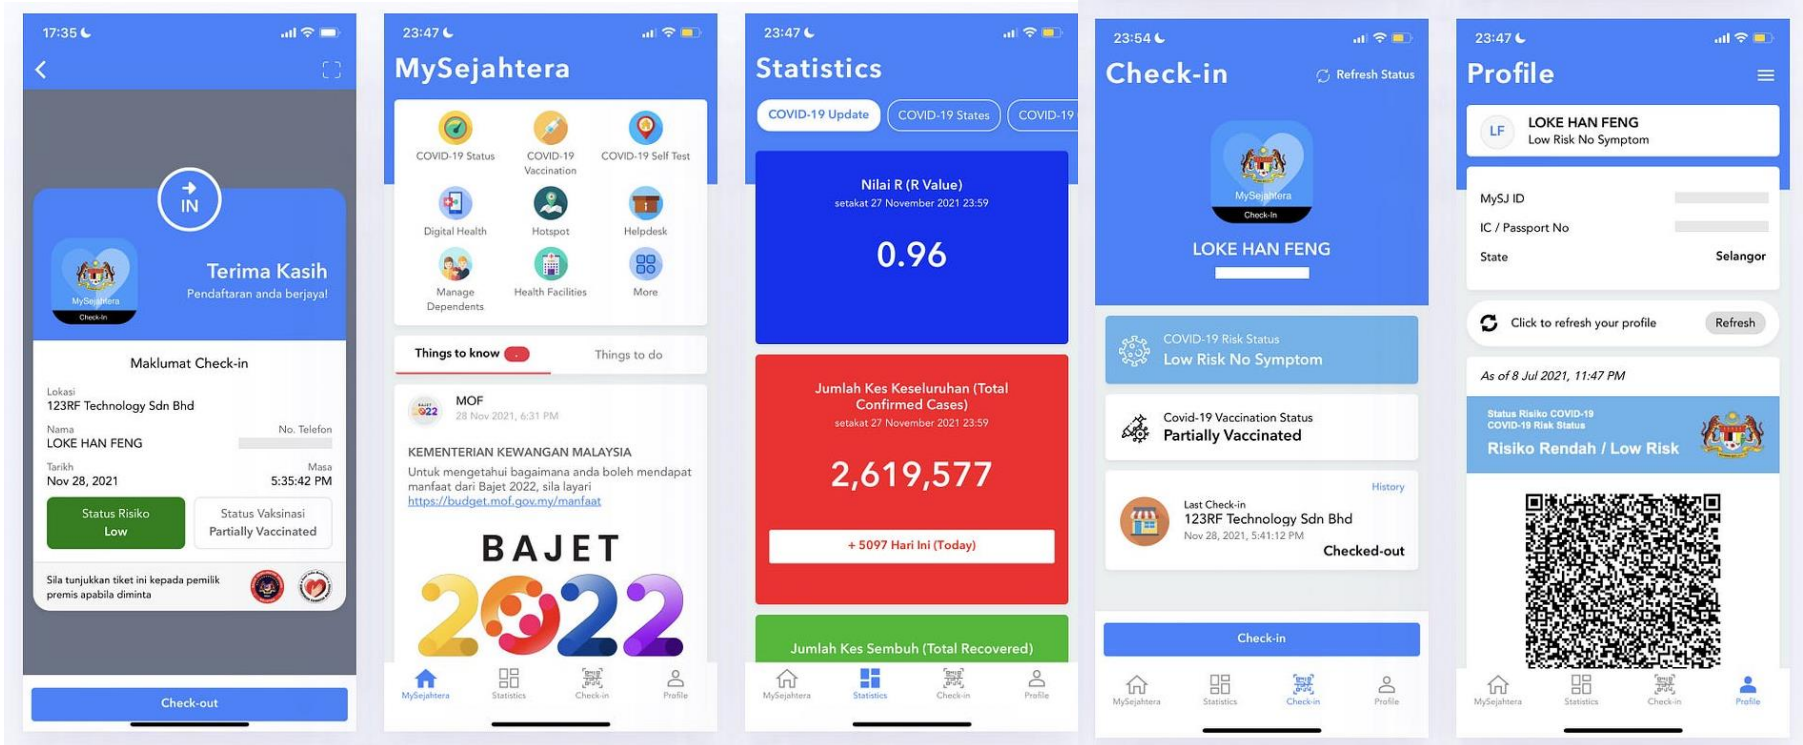 17:35
IN
MySejahtera
Check-In
Terima Kasih
Pendaftaran anda berjaya!
Maklumat Check-in
Lokasi
123RF Technology Sdn Bhd
Nama
No. Telefon
LOKE HAN FENG
Tarikh
Masa
Nov 28, 2021
5:35:42 PM
Status Risiko
Low
Status Vaksinasi
Partially Vaccinated
Sila tunjukkan tiket ini kepada pemilik
premis apabila diminta
Check-out
23:47
MySejahtera
COVID-19 Status
COVID-19
Vaccination
COVID-19 Self Test
Digital Health
Hotspot
Helpdesk
Manage
Dependents
Health Facilities
More
Things to know
Things to do
BAJET
2022
MOF
28 Nov 2021, 6:31 PM
KEMENTERIAN KEWANGAN MALAYSIA
Untuk mengetahui bagaimana anda boleh mendapat
manfaat dari Bajet 2022, sila layari
https://budget.mof.gov.my/manfaat
BAJET
2022
MySejahtera
Statistics
Check-in
Profile
23:47
Statistics
COVID-19 Update
COVID-19 States
COVID-19
Nilai R (R Value)
setakat 27 November 2021 23:59
0.96
Jumlah Kes Keseluruhan (Total
Confirmed Cases)
setakat 27 November 2021 23:59
2,619,577
+ 5097 Hari Ini (Today)
Jumlah Kes Sembuh (Total Recovered)
MySejahtera
Statistics
Check-in
Profile
23:54
Check-in
Refresh Status
MySejahtera
Check-In
LOKE HAN FENG
COVID-19 Risk Status
Low Risk No Symptom
Covid-19 Vaccination Status
Partially Vaccinated
History
Last Check-in
123RF Technology Sdn Bhd
Nov 28, 2021, 5:41:12 PM
Checked-out
Check-in
MySejahtera
Statistics
Check-in
Profile
23:47
Profile
LF
LOKE HAN FENG
Low Risk No Symptom
MySJ ID
IC / Passport No
State
Selangor
Click to refresh your profile
Refresh
As of 8 Jul 2021, 11:47 PM
Status Risiko COVID-19
COVID-19 Risk Status
Risiko Rendah / Low Risk
MySejahtera
Statistics
Check-in
Profile